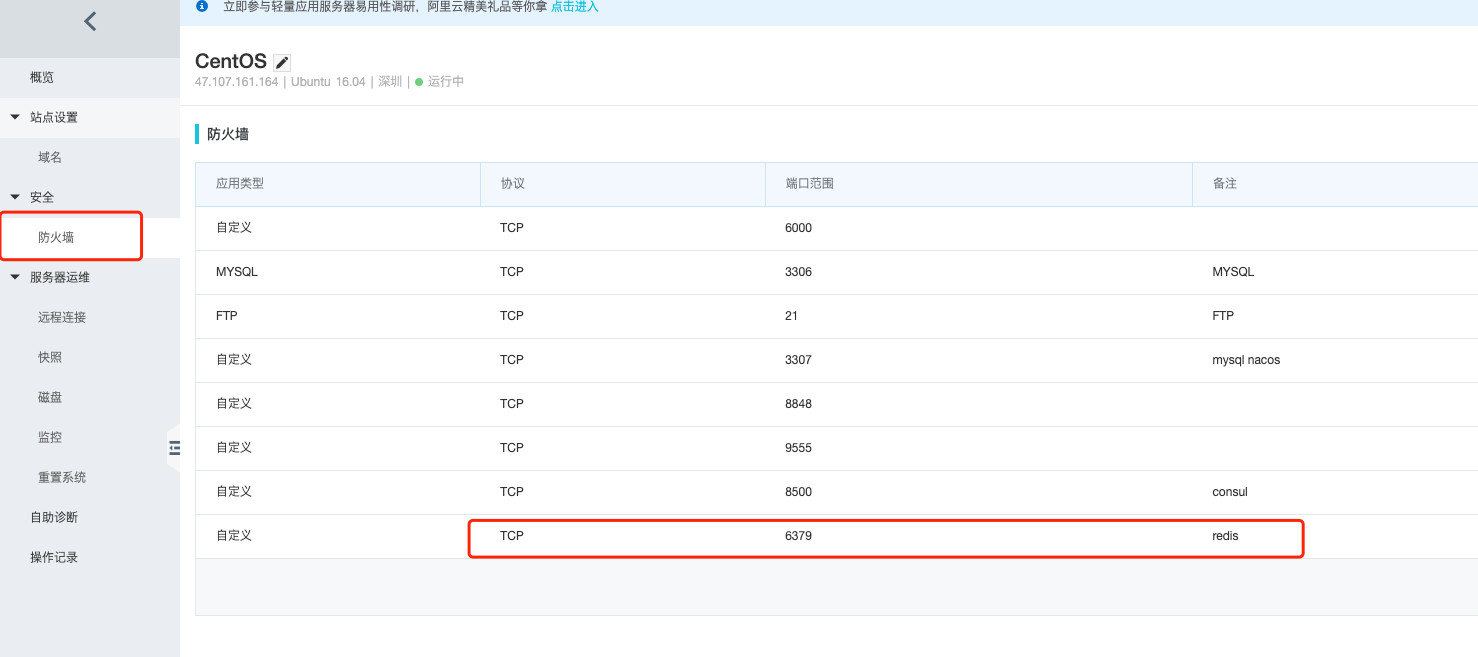 立即参与轻量应用服务器易用性调研，阿里云精美礼品等你拿 点击进入
概览
站点设置
域名
安全
防火墙
服务器运维
远程连接
快照
磁盘
监控
重置系统
自助诊断
操作记录
CentOS
47.107.161.164 | Ubuntu 16.04 | 深圳 | 运行中
防火墙
应用类型 协议 端口范围 备注
自定义 TCP 6000
MYSQL TCP 3306 MYSQL
FTP TCP 21 FTP
自定义 TCP 3307 mysql nacos
自定义 TCP 8848
自定义 TCP 9555
自定义 TCP 8500 consul
自定义 TCP 6379 redis